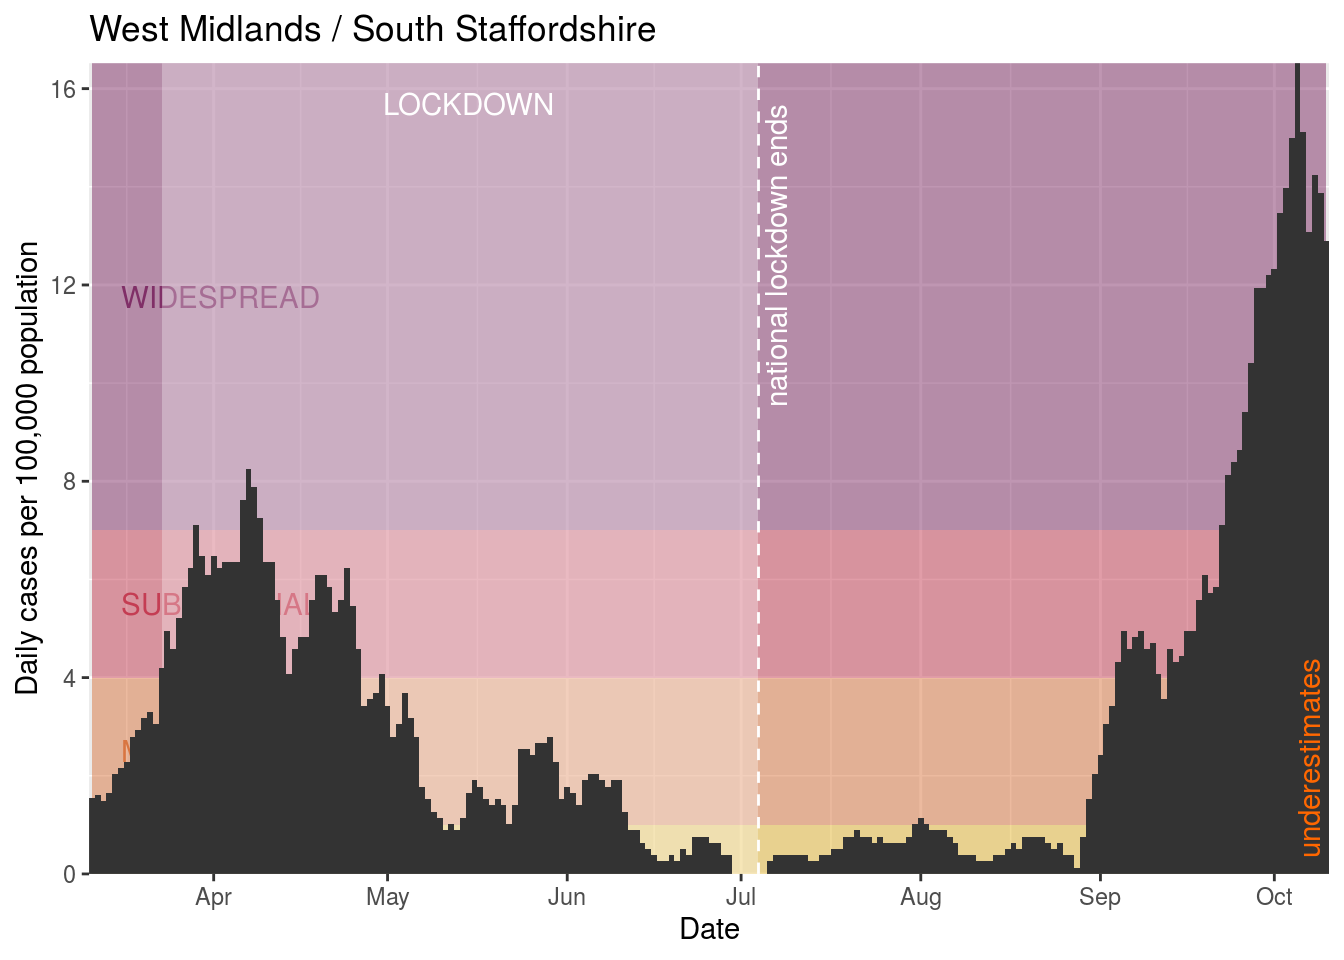 West Midlands / South Staffordshire
16
12
8
4
0
Daily cases per 100,000 population
LOCKDOWN
national lockdown ends
WIDESPREAD
underestimates
Apr
May
Jun
Jul
Aug
Sep
Oct
Date